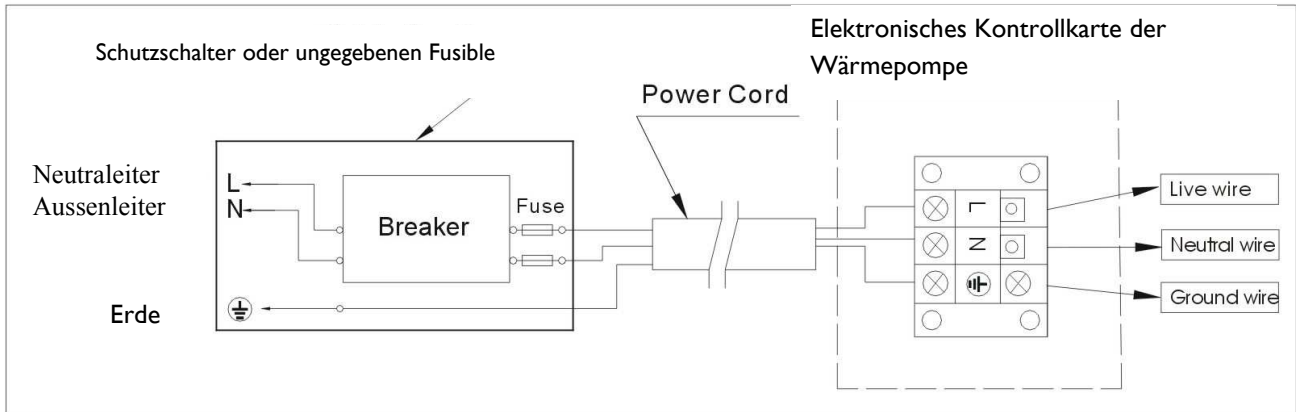 Schutzschalter oder ungegebenen Fusible
Elektronisches Kontrollkarte der
Wärmepompe
Power Cord
Neutraleiter
Aussenleiter
L
N
Breaker
Fuse
Erde
L
N
Live wire
Neutral wire
Ground wire